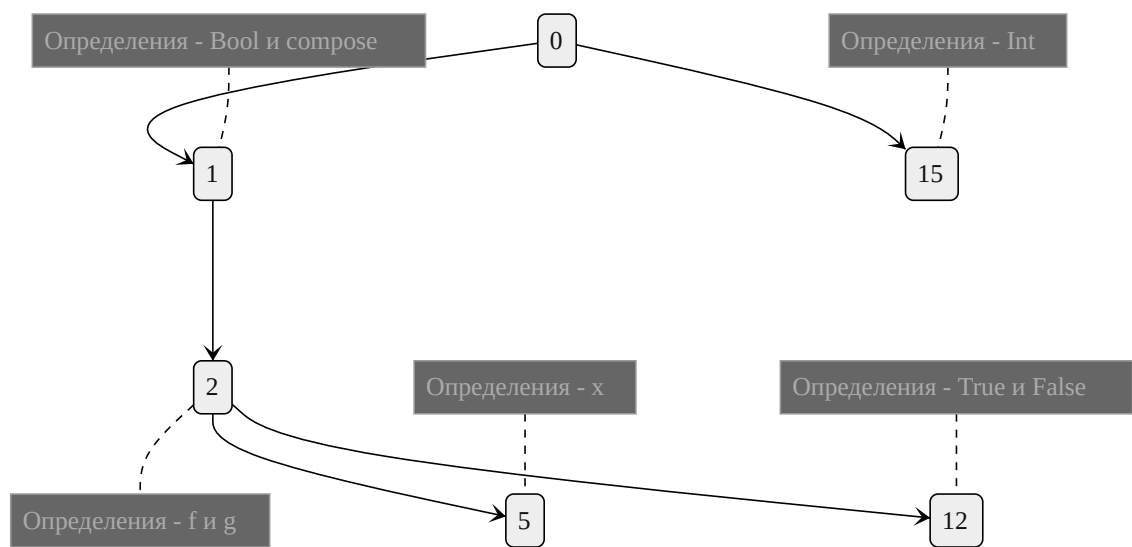 Определения - Bool и compose
0
Определения - Int
1
15
2
Определения - x
Определения - True и False
Определения - f и g
5
12